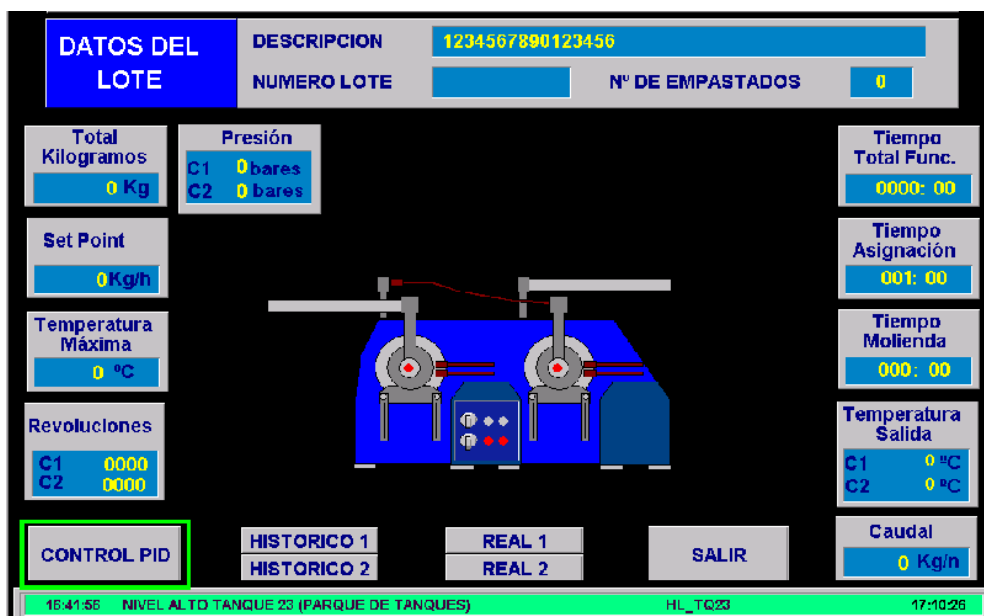 DATOS DEL LOTE
DESCRIPCION 1234567890123456
NUMERO LOTE Nº DE EMPASTADOS 0
Total Kilogramos
0 Kg
Presión
C1 0 bares
C2 0 bares
Set Point
0Kg/h
Temperatura Máxima
0 ºC
Revoluciones
C1 0000
C2 0000
Tiempo Total Func.
0000: 00
Tiempo Asignación
001: 00
Tiempo Molienda
000: 00
Temperatura Salida
C1 0 ºC
C2 0 ºC
Caudal
0 Kg/h
CONTROL PID
HISTORICO 1
HISTORICO 2
REAL 1
REAL 2
SALIR
16:41:56 NIVEL ALTO TANQUE 23 (PARQUE DE TANQUES) HL_TQ23 17:10:26